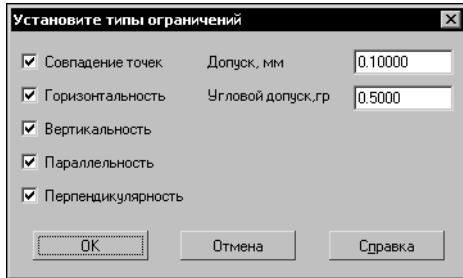 Установите типы ограничений
Совпадение точек Допуск, мм 0.10000
Горизонтальность Угловой допуск,гр 0.5000
Вертикальность
Параллельность
Перпендикулярность
OK Отмена Справка